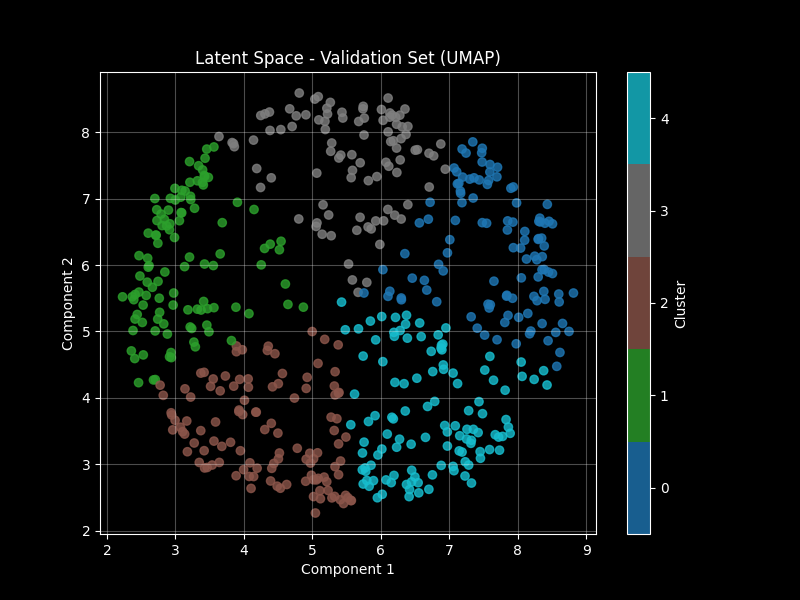 Latent Space - Validation Set (UMAP)
8
7
6
5
4
3
2
Component 2
2 3 4 5 6 7 8 9
Component 1
4
3
2
1
0
Cluster